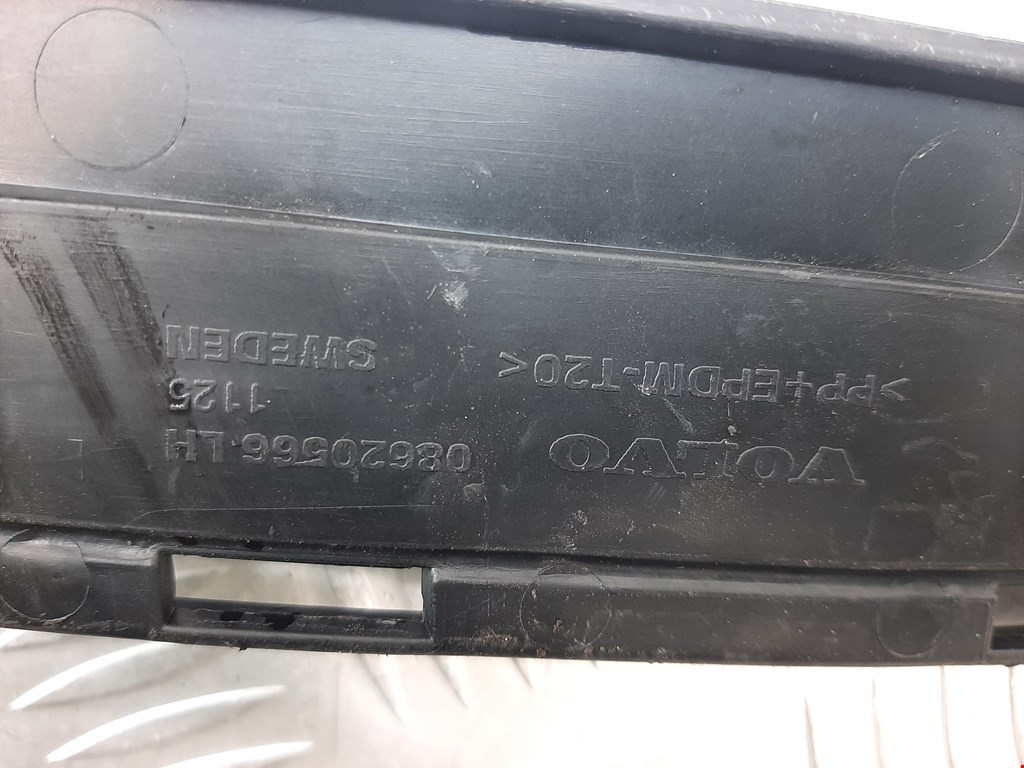 VOLVO
>PP+EPDM-T20<
08620566 LH
1125
SWEDEN